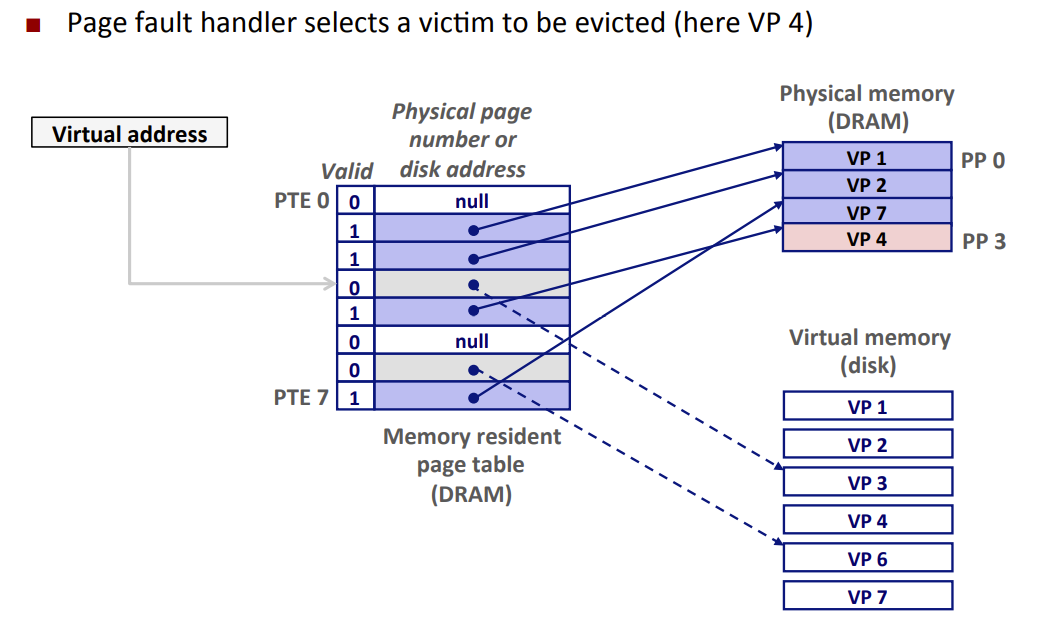 Page fault handler selects a victim to be evicted (here VP 4)
Virtual address
Physical page
number or
disk address
Valid
PTE 0
0
null
1
1
0
1
0
null
0
PTE 7
1
Memory resident
page table
(DRAM)
Physical memory
(DRAM)
VP 1
PP 0
VP 2
VP 7
VP 4
PP 3
Virtual memory
(disk)
VP 1
VP 2
VP 3
VP 4
VP 6
VP 7